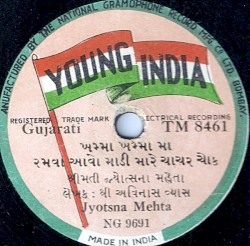 MANUFACTURED BY THE NATIONAL GRAMOPHONE RECORD MFG. CO. LTD. BOMBAY.
YOUNG INDIA
REGISTERED TRADE MARK ELECTRICAL RECORDING
Gujarati TM 8461
ખમ્મા ખમ્મા મા
રમવા આવો માડી મારે ચાચર ચોક
શ્રીમતી જ્યોત્સના મહેતા
લેખક : શ્રી અવિનાસ વ્યાસ
Jyotsna Mehta
NG 9691
MADE IN INDIA